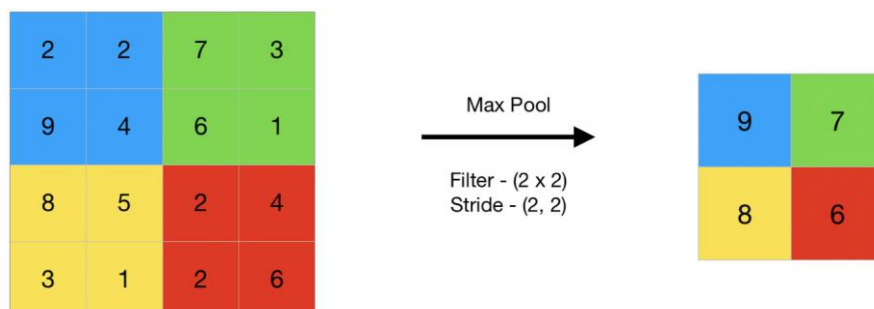 2 2 7 3
9 4 6 1
8 5 2 4
3 1 2 6
Max Pool
Filter - (2 x 2)
Stride - (2, 2)
9 7
8 6